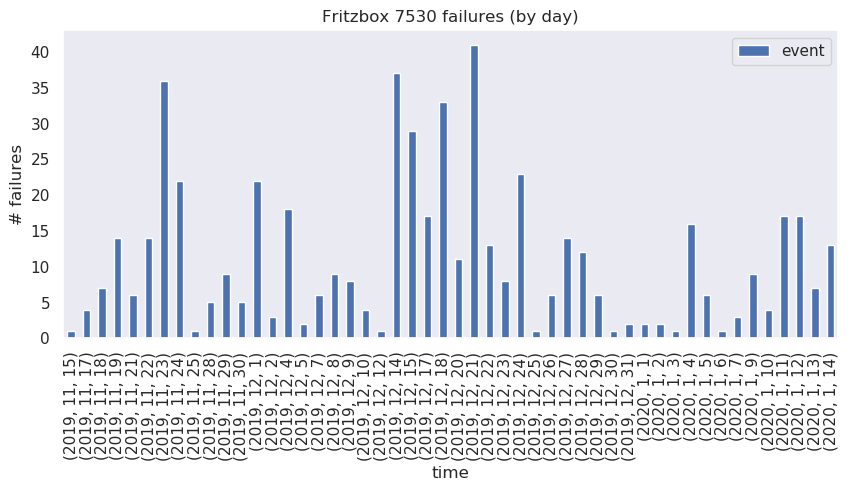 Fritzbox 7530 failures (by day)
event
# failures
40
35
30
25
20
15
10
5
0
(2019, 11, 15)
(2019, 11, 17)
(2019, 11, 18)
(2019, 11, 19)
(2019, 11, 21)
(2019, 11, 22)
(2019, 11, 23)
(2019, 11, 24)
(2019, 11, 25)
(2019, 11, 28)
(2019, 11, 29)
(2019, 11, 30)
(2019, 12, 1)
(2019, 12, 2)
(2019, 12, 4)
(2019, 12, 5)
(2019, 12, 7)
(2019, 12, 8)
(2019, 12, 9)
(2019, 12, 10)
(2019, 12, 12)
(2019, 12, 14)
(2019, 12, 15)
(2019, 12, 17)
(2019, 12, 18)
(2019, 12, 20)
(2019, 12, 21)
(2019, 12, 22)
(2019, 12, 23)
(2019, 12, 24)
(2019, 12, 25)
(2019, 12, 26)
(2019, 12, 27)
(2019, 12, 28)
(2019, 12, 29)
(2019, 12, 30)
(2019, 12, 31)
(2020, 1, 1)
(2020, 1, 2)
(2020, 1, 3)
(2020, 1, 4)
(2020, 1, 5)
(2020, 1, 6)
(2020, 1, 7)
(2020, 1, 9)
(2020, 1, 10)
(2020, 1, 11)
(2020, 1, 12)
(2020, 1, 13)
(2020, 1, 14)
time